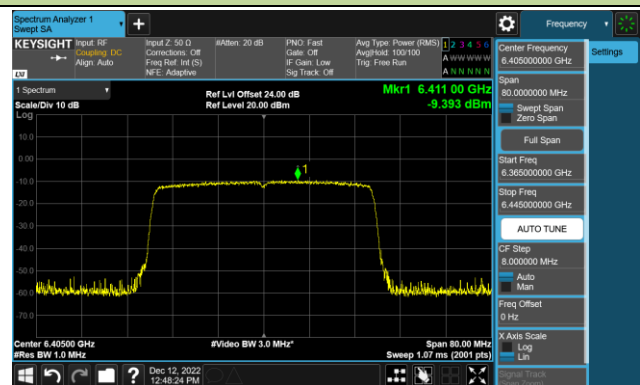 Spectrum Analyzer 1
Swept SA
Frequency
KEYSIGHT
Input: RF
Coupling: DC
Align: Auto
Input Z: 50 Ω
Corrections: Off
Freq Ref: Int (S)
NFE: Adaptive
#Atten: 20 dB
PNO: Fast
Gate: Off
IF Gain: Low
Sig Track: Off
Avg Type: Power (RMS)
Avg|Hold: 100/100
Trig: Free Run
1 2 3 4 5 6
A W W W W W
A N N N N N
LXI
1 Spectrum
Scale/Div 10 dB
Log
Ref Lvl Offset 24.00 dB
Ref Level 20.00 dBm
Mkr1 6.411 00 GHz
-9.393 dBm
10.0
0.00
-10.0
-20.0
-30.0
-40.0
-50.0
-60.0
-70.0
1
Center 6.40500 GHz
#Res BW 1.0 MHz
#Video BW 3.0 MHz*
Span 80.00 MHz
Sweep 1.07 ms (2001 pts)
Dec 12, 2022
12:48:24 PM
Center Frequency
6.405000000 GHz
Settings
Span
80.0000000 MHz
Swept Span
Zero Span
Full Span
Start Freq
6.365000000 GHz
Stop Freq
6.445000000 GHz
AUTO TUNE
CF Step
8.000000 MHz
Auto
Man
Freq Offset
0 Hz
X Axis Scale
Log
Lin
Signal Track